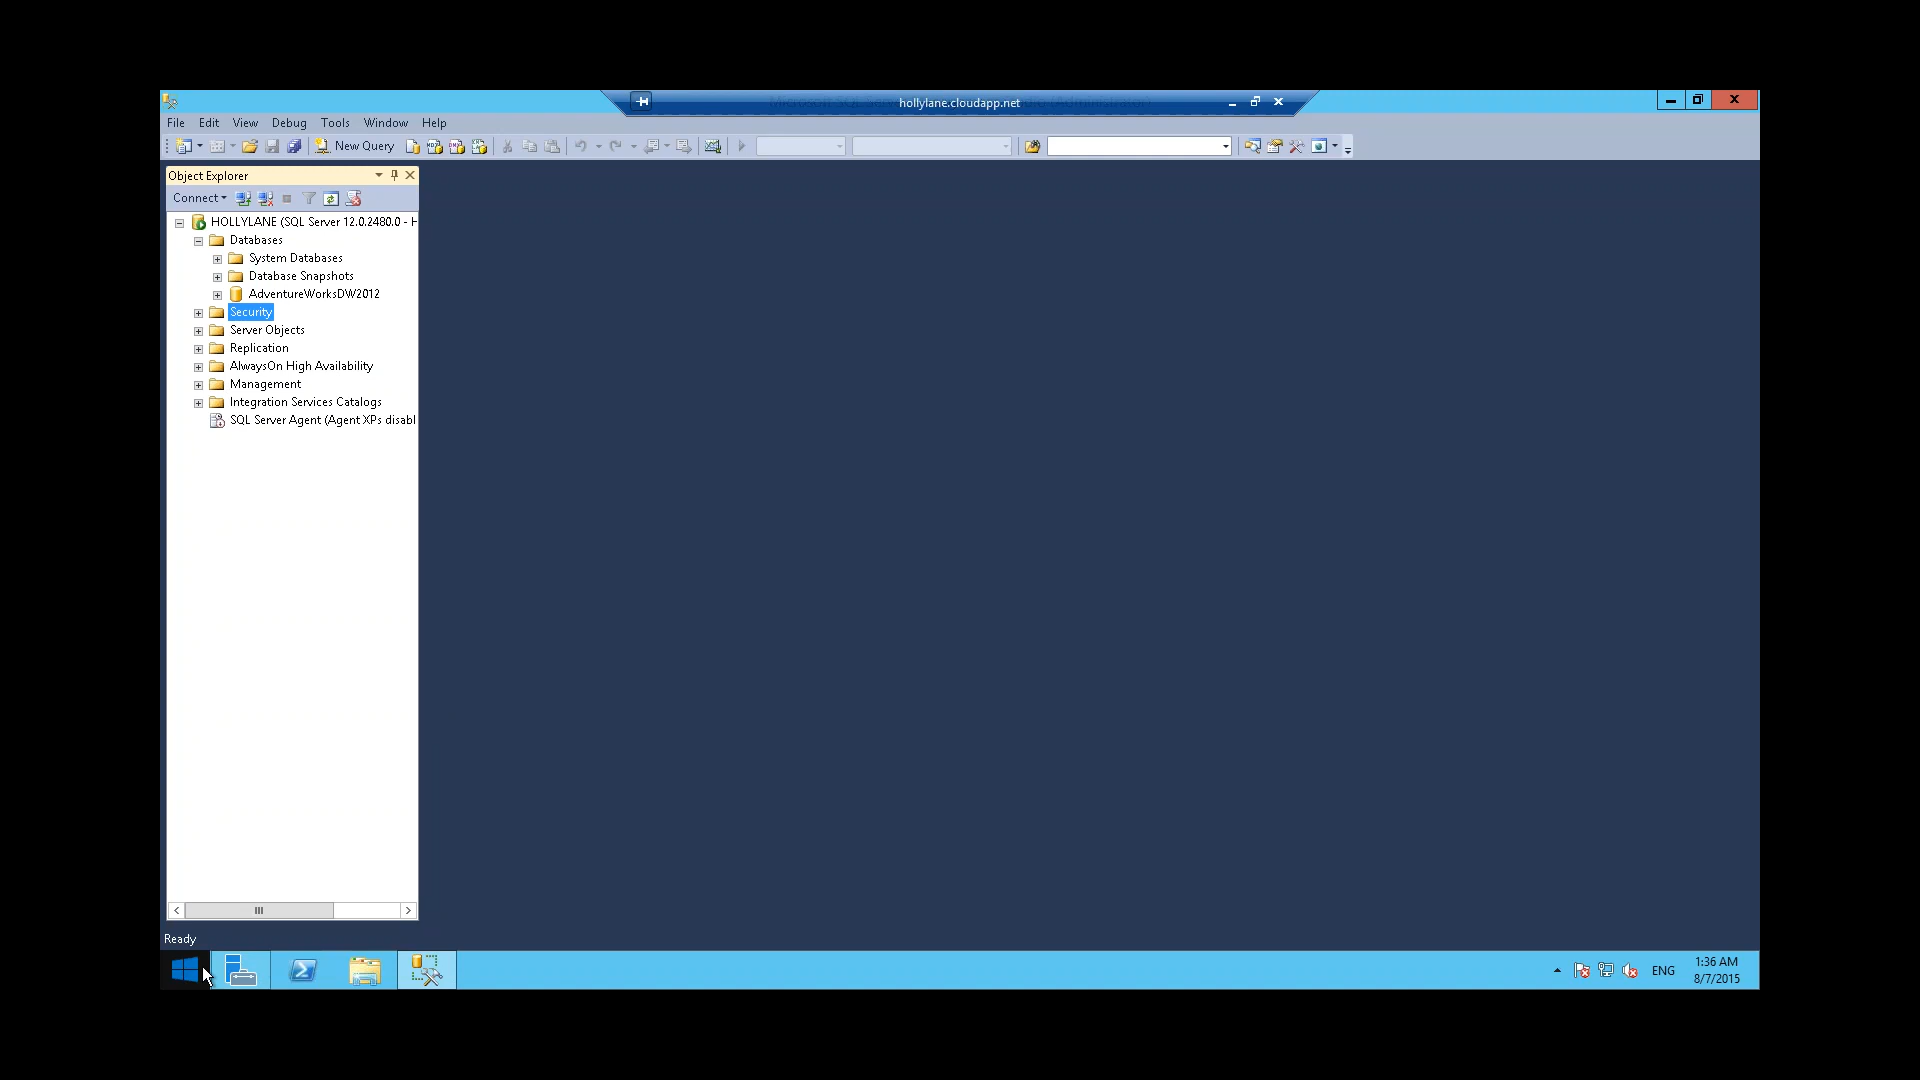 hollylane.cloudapp.net
File Edit View Debug Tools Window Help
New Query
Object Explorer
Connect
HOLLYLANE (SQL Server 12.0.2480.0 - H
Databases
System Databases
Database Snapshots
AdventureWorksDW2012
Security
Server Objects
Replication
AlwaysOn High Availability
Management
Integration Services Catalogs
SQL Server Agent (Agent XPs disabl
Ready
ENG
1:36 AM
8/7/2015